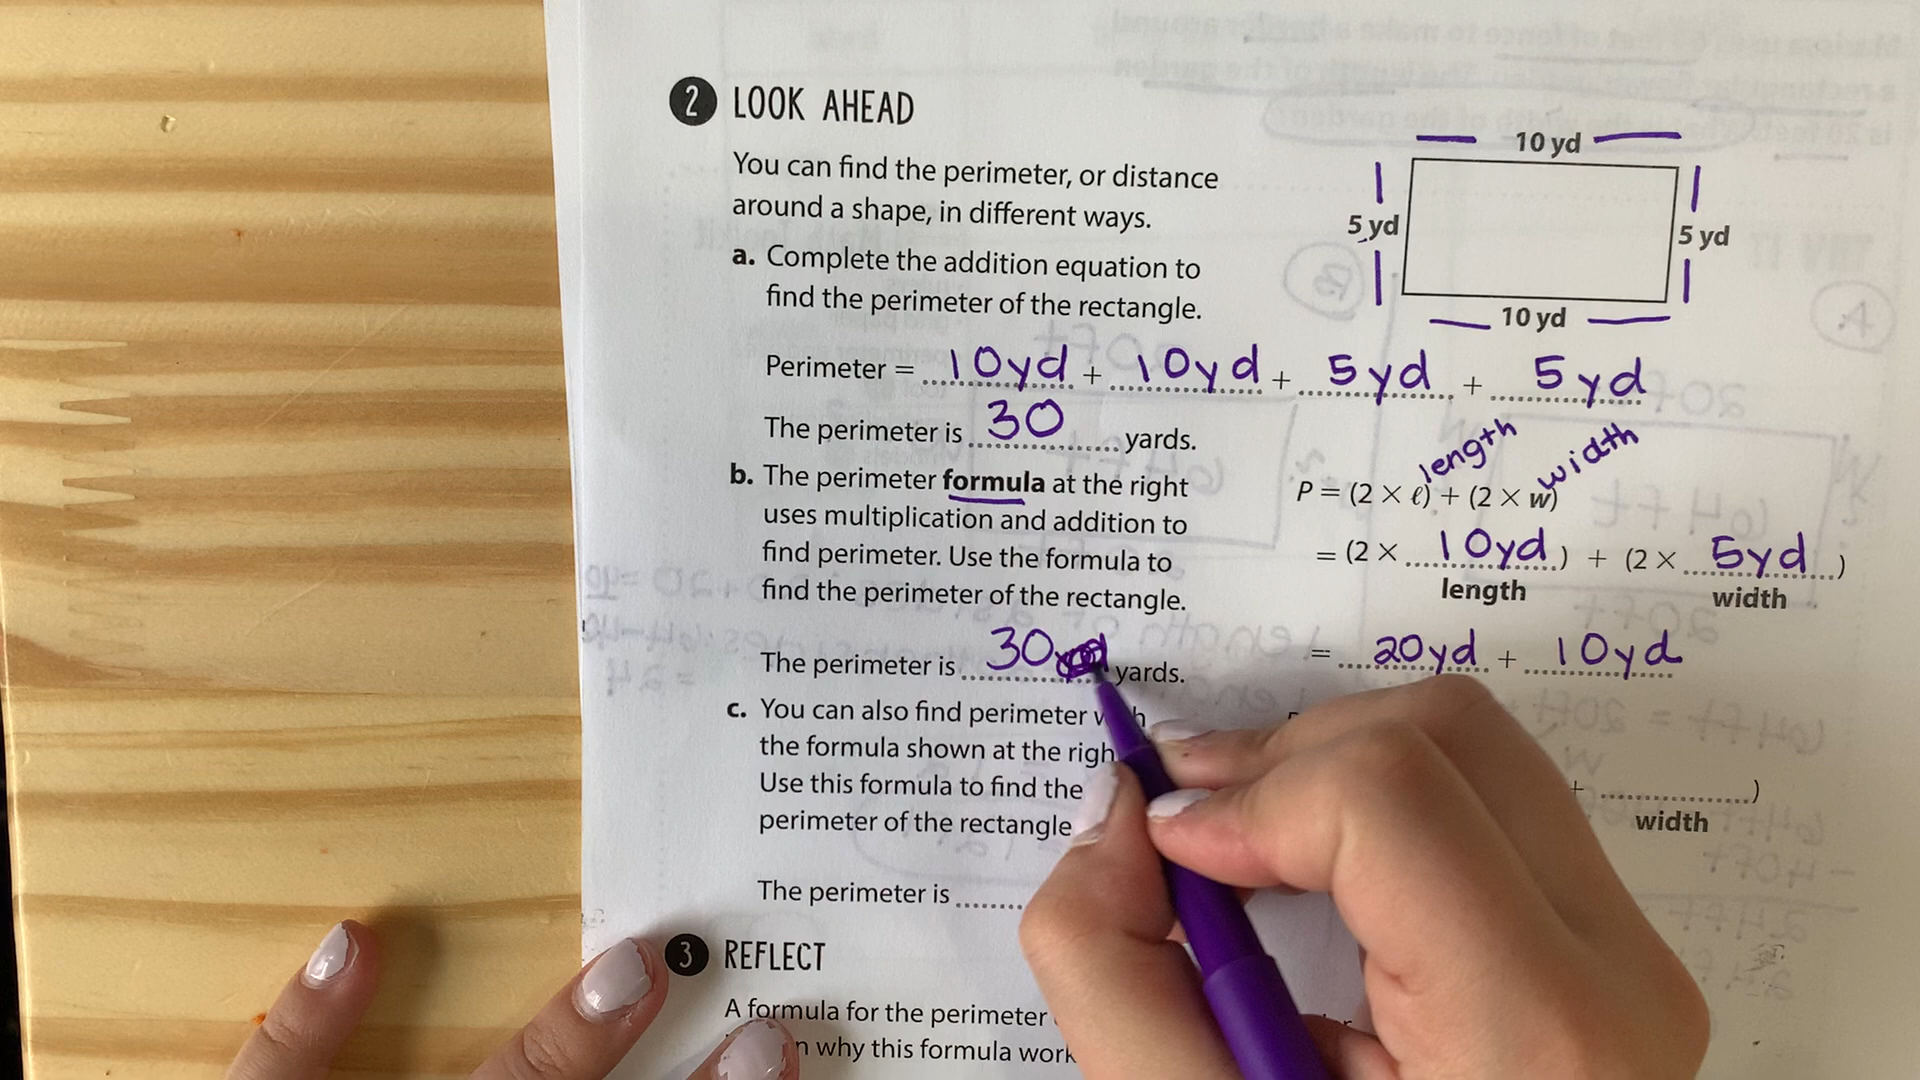 2 LOOK AHEAD
You can find the perimeter, or distance
around a shape, in different ways.
10 yd
5 yd
5 yd
10 yd
a. Complete the addition equation to
find the perimeter of the rectangle.
Perimeter = 10yd + 10yd + 5yd + 5yd
The perimeter is 30 yards.
b. The perimeter formula at the right
uses multiplication and addition to
find perimeter. Use the formula to
find the perimeter of the rectangle.
length width
P = (2 × ℓ) + (2 × w)
= (2 × 10yd) + (2 × 5yd)
length width
= 20yd + 10yd
The perimeter is 30 yards.
c. You can also find perimeter
the formula shown at the
Use this formula to find the
perimeter of the rectangle
+ )
width
The perimeter is
3 REFLECT
A formula for the perimeter
why this formula